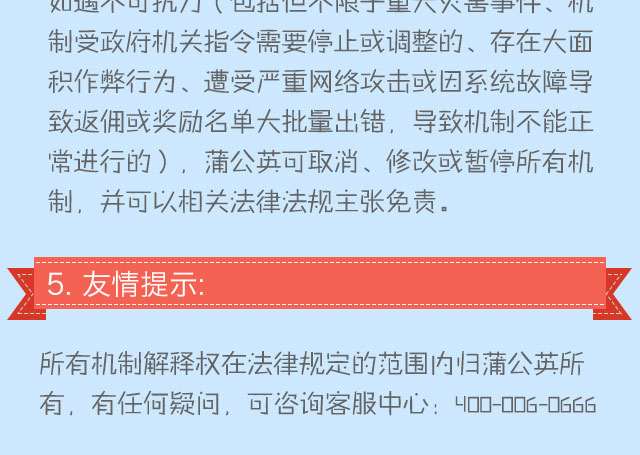 如遇不可抗力（包括但不限于重大灾害事件、机
制受政府机关指令需要停止或调整的、存在大面
积作弊行为、遭受严重网络攻击或因系统故障导
致返佣或奖励名单大批量出错，导致机制不能正
常进行的），蒲公英可取消、修改或暂停所有机
制，并可以相关法律法规主张免责。
5. 友情提示:
所有机制解释权在法律规定的范围内归蒲公英所
有，有任何疑问，可咨询客服中心：400-006-0666